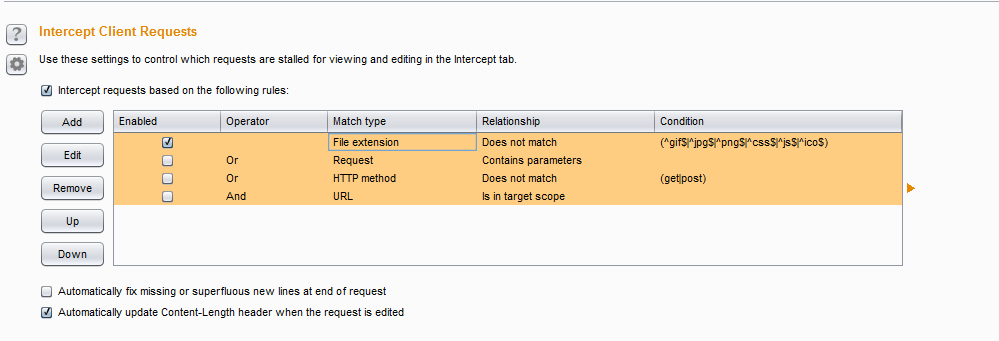 ?
Intercept Client Requests
Use these settings to control which requests are stalled for viewing and editing in the Intercept tab.
Intercept requests based on the following rules:
Add
Edit
Remove
Up
Down
Enabled Operator Match type Relationship Condition
File extension Does not match (^gif$|^jpg$|^png$|^css$|^js$|^ico$)
Or Request Contains parameters
Or HTTP method Does not match (get|post)
And URL Is in target scope
Automatically fix missing or superfluous new lines at end of request
Automatically update Content-Length header when the request is edited